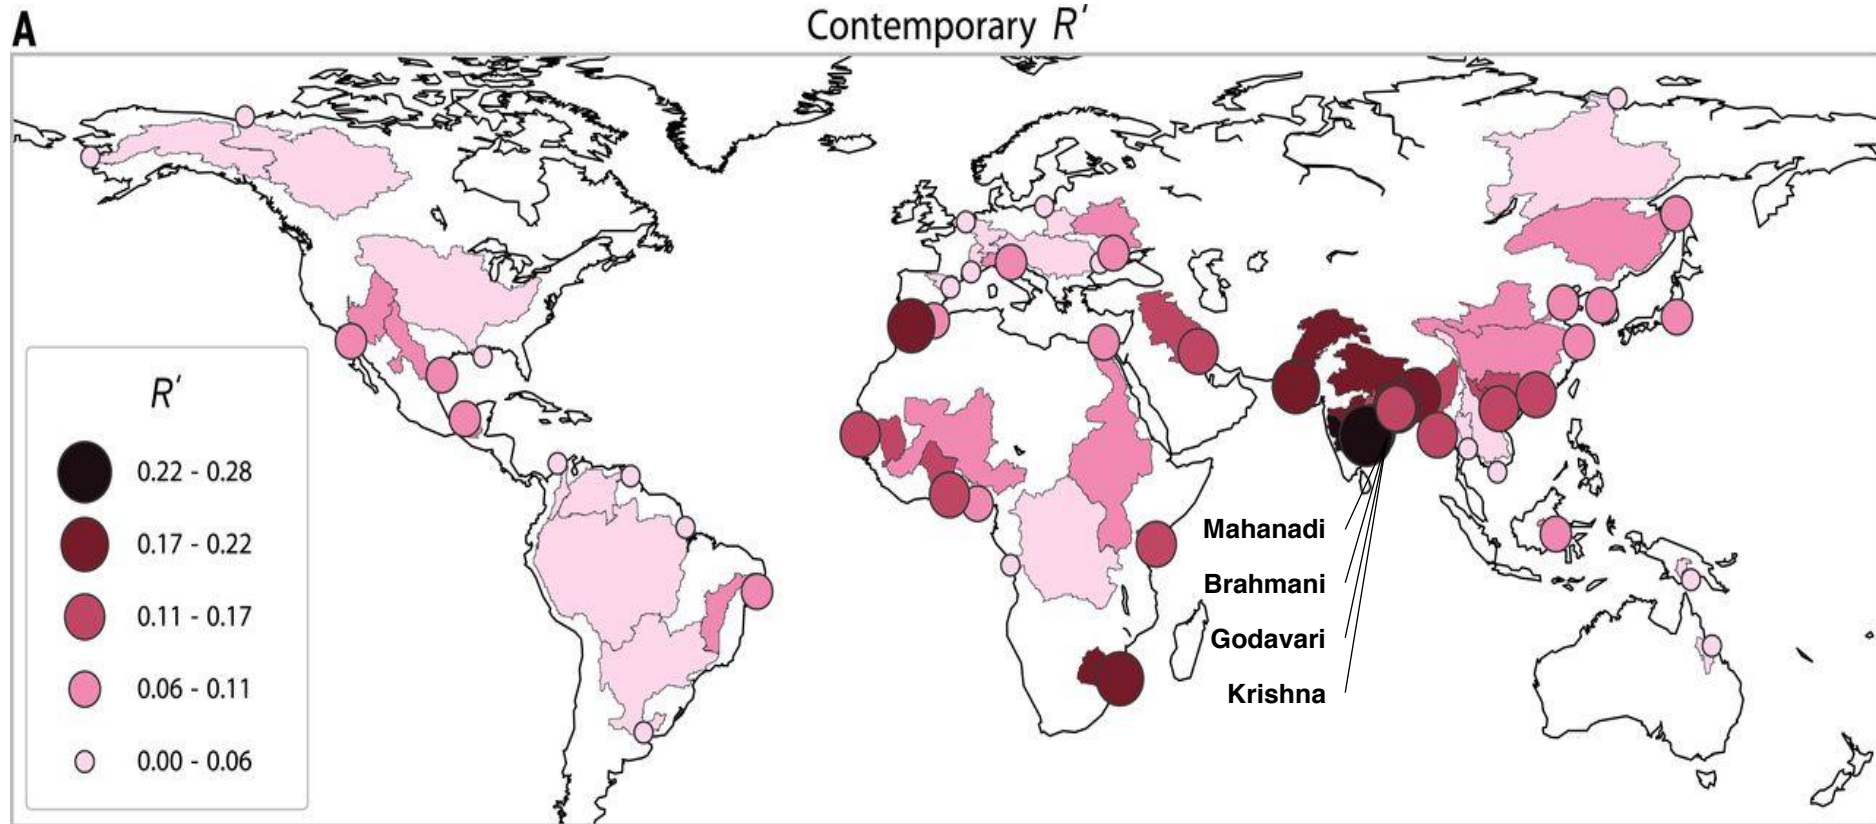 A
Contemporary R′
R′
0.22 - 0.28
0.17 - 0.22
0.11 - 0.17
0.06 - 0.11
0.00 - 0.06
Mahanadi
Brahmani
Godavari
Krishna